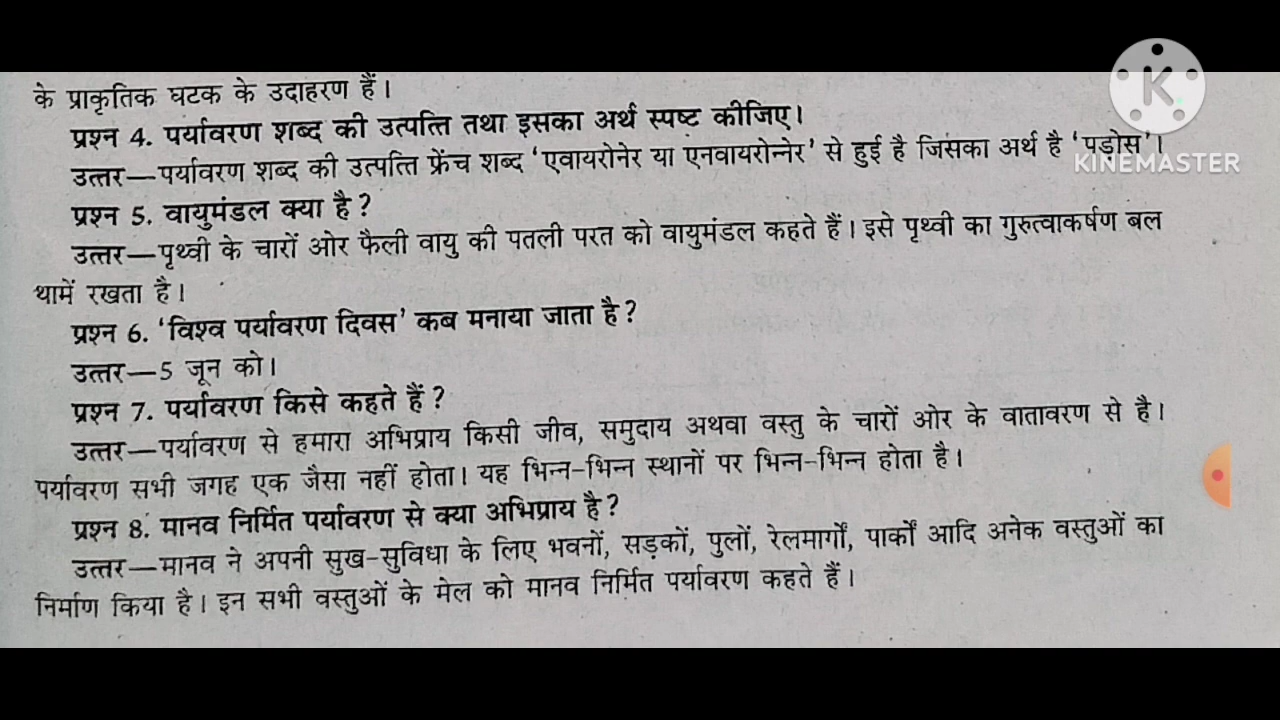 के प्राकृतिक घटक के उदाहरण हैं।
प्रश्न 4. पर्यावरण शब्द की उत्पत्ति तथा इसका अर्थ स्पष्ट कीजिए।
उत्तर—पर्यावरण शब्द की उत्पत्ति फ्रेंच शब्द ‘एवायरोनेर या एनवायरोन्नेर’ से हुई है जिसका अर्थ है ‘पड़ोस’।
प्रश्न 5. वायुमंडल क्या है?
उत्तर—पृथ्वी के चारों ओर फैली वायु की पतली परत को वायुमंडल कहते हैं। इसे पृथ्वी का गुरुत्वाकर्षण बल
थामें रखता है।
प्रश्न 6. ‘विश्व पर्यावरण दिवस’ कब मनाया जाता है?
उत्तर—5 जून को।
प्रश्न 7. पर्यावरण किसे कहते हैं?
उत्तर—पर्यावरण से हमारा अभिप्राय किसी जीव, समुदाय अथवा वस्तु के चारों ओर के वातावरण से है।
पर्यावरण सभी जगह एक जैसा नहीं होता। यह भिन्न-भिन्न स्थानों पर भिन्न-भिन्न होता है।
प्रश्न 8. मानव निर्मित पर्यावरण से क्या अभिप्राय है?
उत्तर—मानव ने अपनी सुख-सुविधा के लिए भवनों, सड़कों, पुलों, रेलमार्गों, पार्कों आदि अनेक वस्तुओं का
निर्माण किया है। इन सभी वस्तुओं के मेल को मानव निर्मित पर्यावरण कहते हैं।
K
KINEMASTER